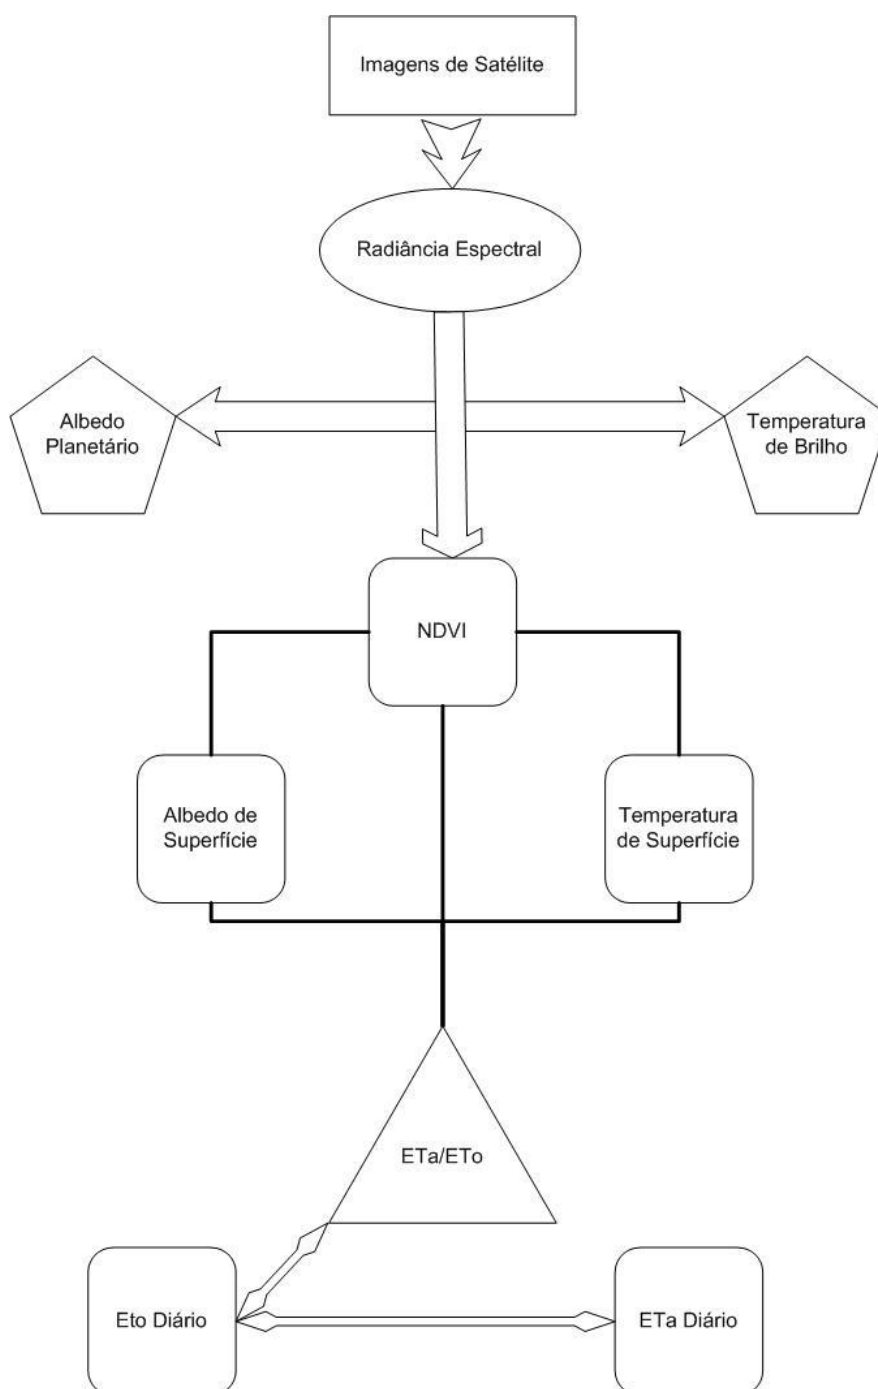 Imagens de Satélite
Radiância Espectral
Albedo
Planetário
Temperatura
de Brilho
NDVI
Albedo de
Superfície
Temperatura
de Superfície
ETa/ETo
Eto Diário
ETa Diário